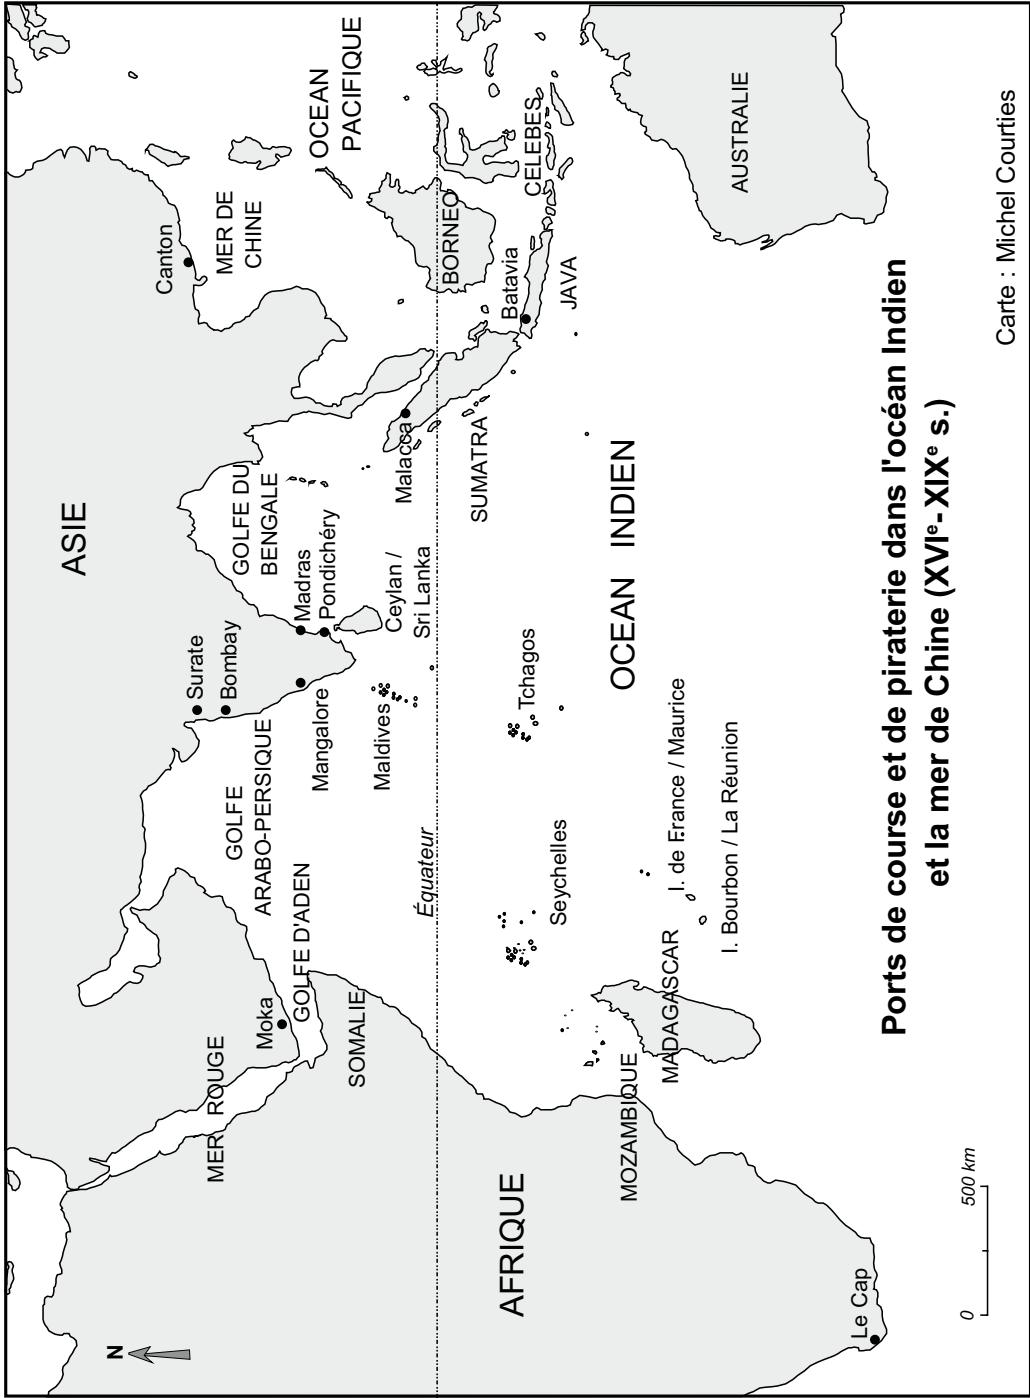 N
ASIE
Canton
MER DE
CHINE
OCEAN
PACIFIQUE
Surate
Bombay
GOLFE DU
BENGALE
MER ROUGE
GOLFE
ARABO-PERSIQUE
Moka
GOLFE D'ADEN
Mangalore
Madras
Pondichéry
SOMALIE
Maldives
Ceylan /
Sri Lanka
Malacca
Équateur
BORNEO
SUMATRA
Batavia
CELEBES
JAVA
AFRIQUE
Seychelles
Tchagos
OCEAN INDIEN
MOZAMBIQUE
MADAGASCAR
I. de France / Maurice
I. Bourbon / La Réunion
AUSTRALIE
Le Cap
Ports de course et de piraterie dans l'océan Indien
et la mer de Chine (XVIᵉ-XIXᵉ s.)
0 500 km
Carte : Michel Courties